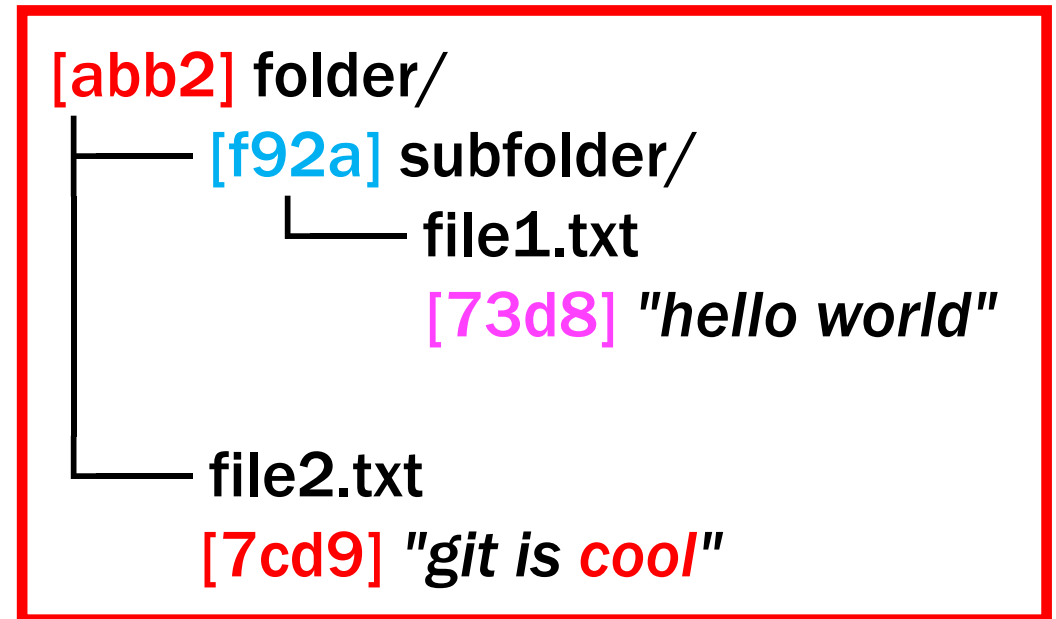 [abb2] folder/
[f92a] subfolder/
file1.txt
[73d8] "hello world"
file2.txt
[7cd9] "git is cool"